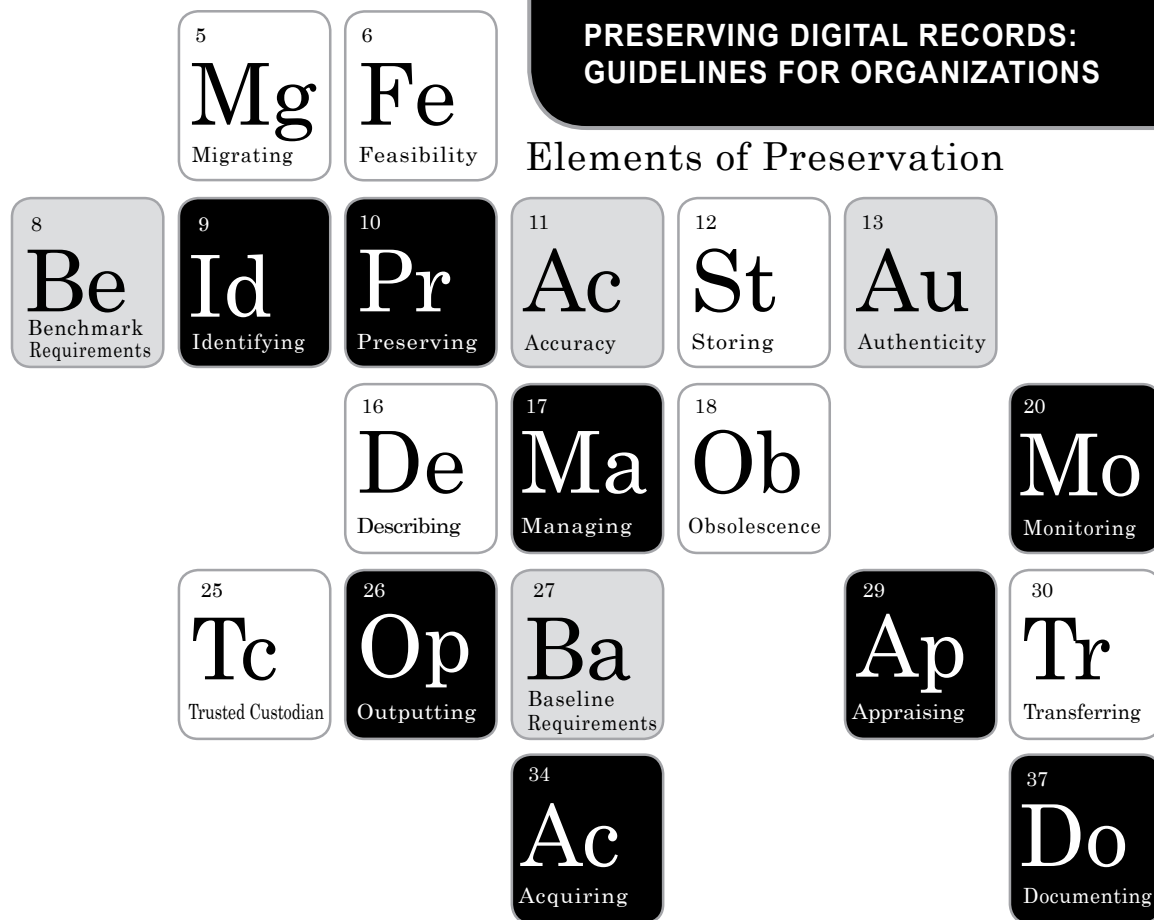 PRESERVING DIGITAL RECORDS:
GUIDELINES FOR ORGANIZATIONS
Elements of Preservation
5
Mg
Migrating
6
Fe
Feasibility
8
Be
Benchmark
Requirements
9
Id
Identifying
10
Pr
Preserving
11
Ac
Accuracy
12
St
Storing
13
Au
Authenticity
16
De
Describing
17
Ma
Managing
18
Ob
Obsolescence
20
Mo
Monitoring
25
Tc
Trusted Custodian
26
Op
Outputting
27
Ba
Baseline
Requirements
29
Ap
Appraising
30
Tr
Transferring
34
Ac
Acquiring
37
Do
Documenting